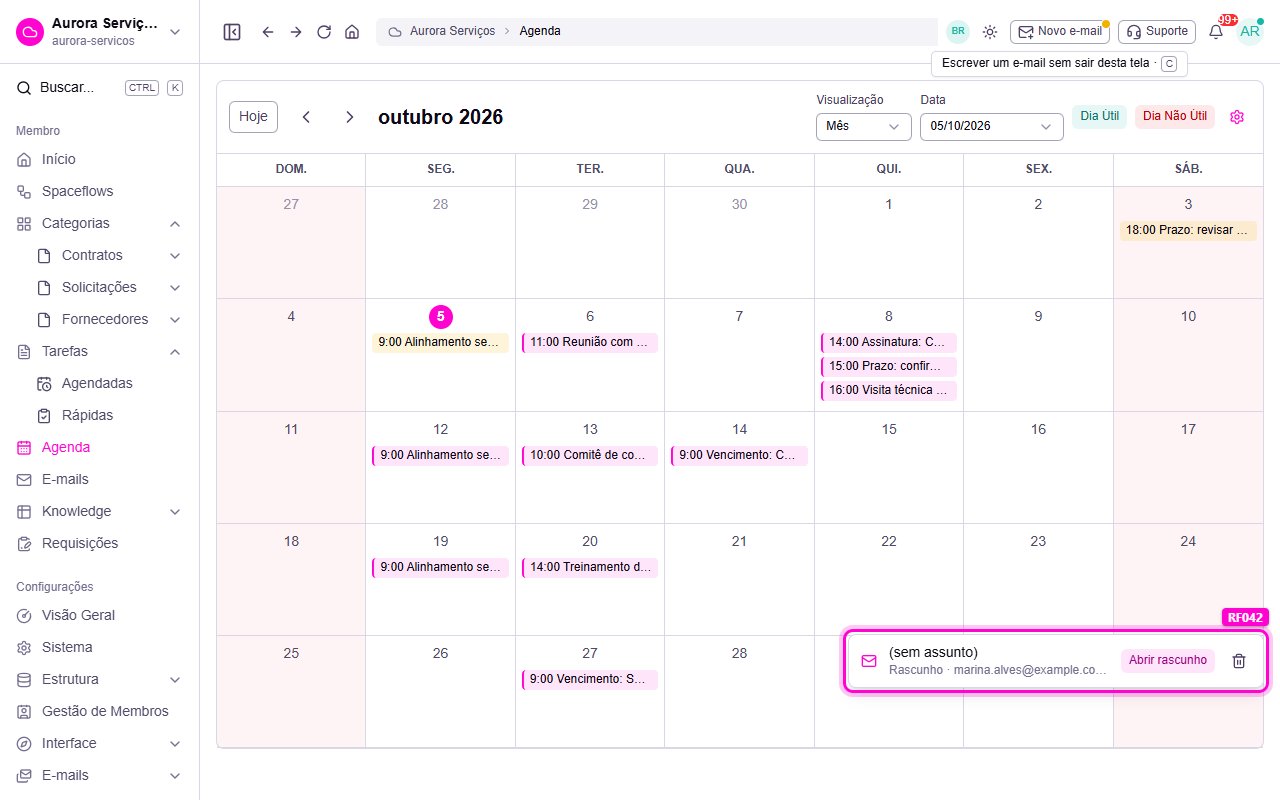 Aurora Serviç...
aurora-servicos
Aurora Serviços
Agenda
BR
Novo e-mail
Suporte
99+
AR
Escrever um e-mail sem sair desta tela · C
Buscar... CTRL K
Membro
Início
Spaceflows
Categorias
Contratos
Solicitações
Fornecedores
Tarefas
Agendadas
Rápidas
Agenda
E-mails
Knowledge
Requisições
Configurações
Visão Geral
Sistema
Estrutura
Gestão de Membros
Interface
E-mails
Hoje
outubro 2026
Visualização
Mês
Data
05/10/2026
Dia Útil
Dia Não Útil
DOM. SEG. TER. QUA. QUI. SEX. SÁB.
27 28 29 30 1 2 3
18:00 Prazo: revisar ...
4 5 6 7 8 9 10
9:00 Alinhamento se...
11:00 Reunião com ...
14:00 Assinatura: C...
15:00 Prazo: confir...
16:00 Visita técnica ...
11 12 13 14 15 16 17
9:00 Alinhamento se...
10:00 Comitê de co...
9:00 Vencimento: C...
18 19 20 21 22 23 24
9:00 Alinhamento se...
14:00 Treinamento d...
25 26 27 28
9:00 Vencimento: S...
RF042
(sem assunto)
Rascunho · marina.alves@example.co...
Abrir rascunho